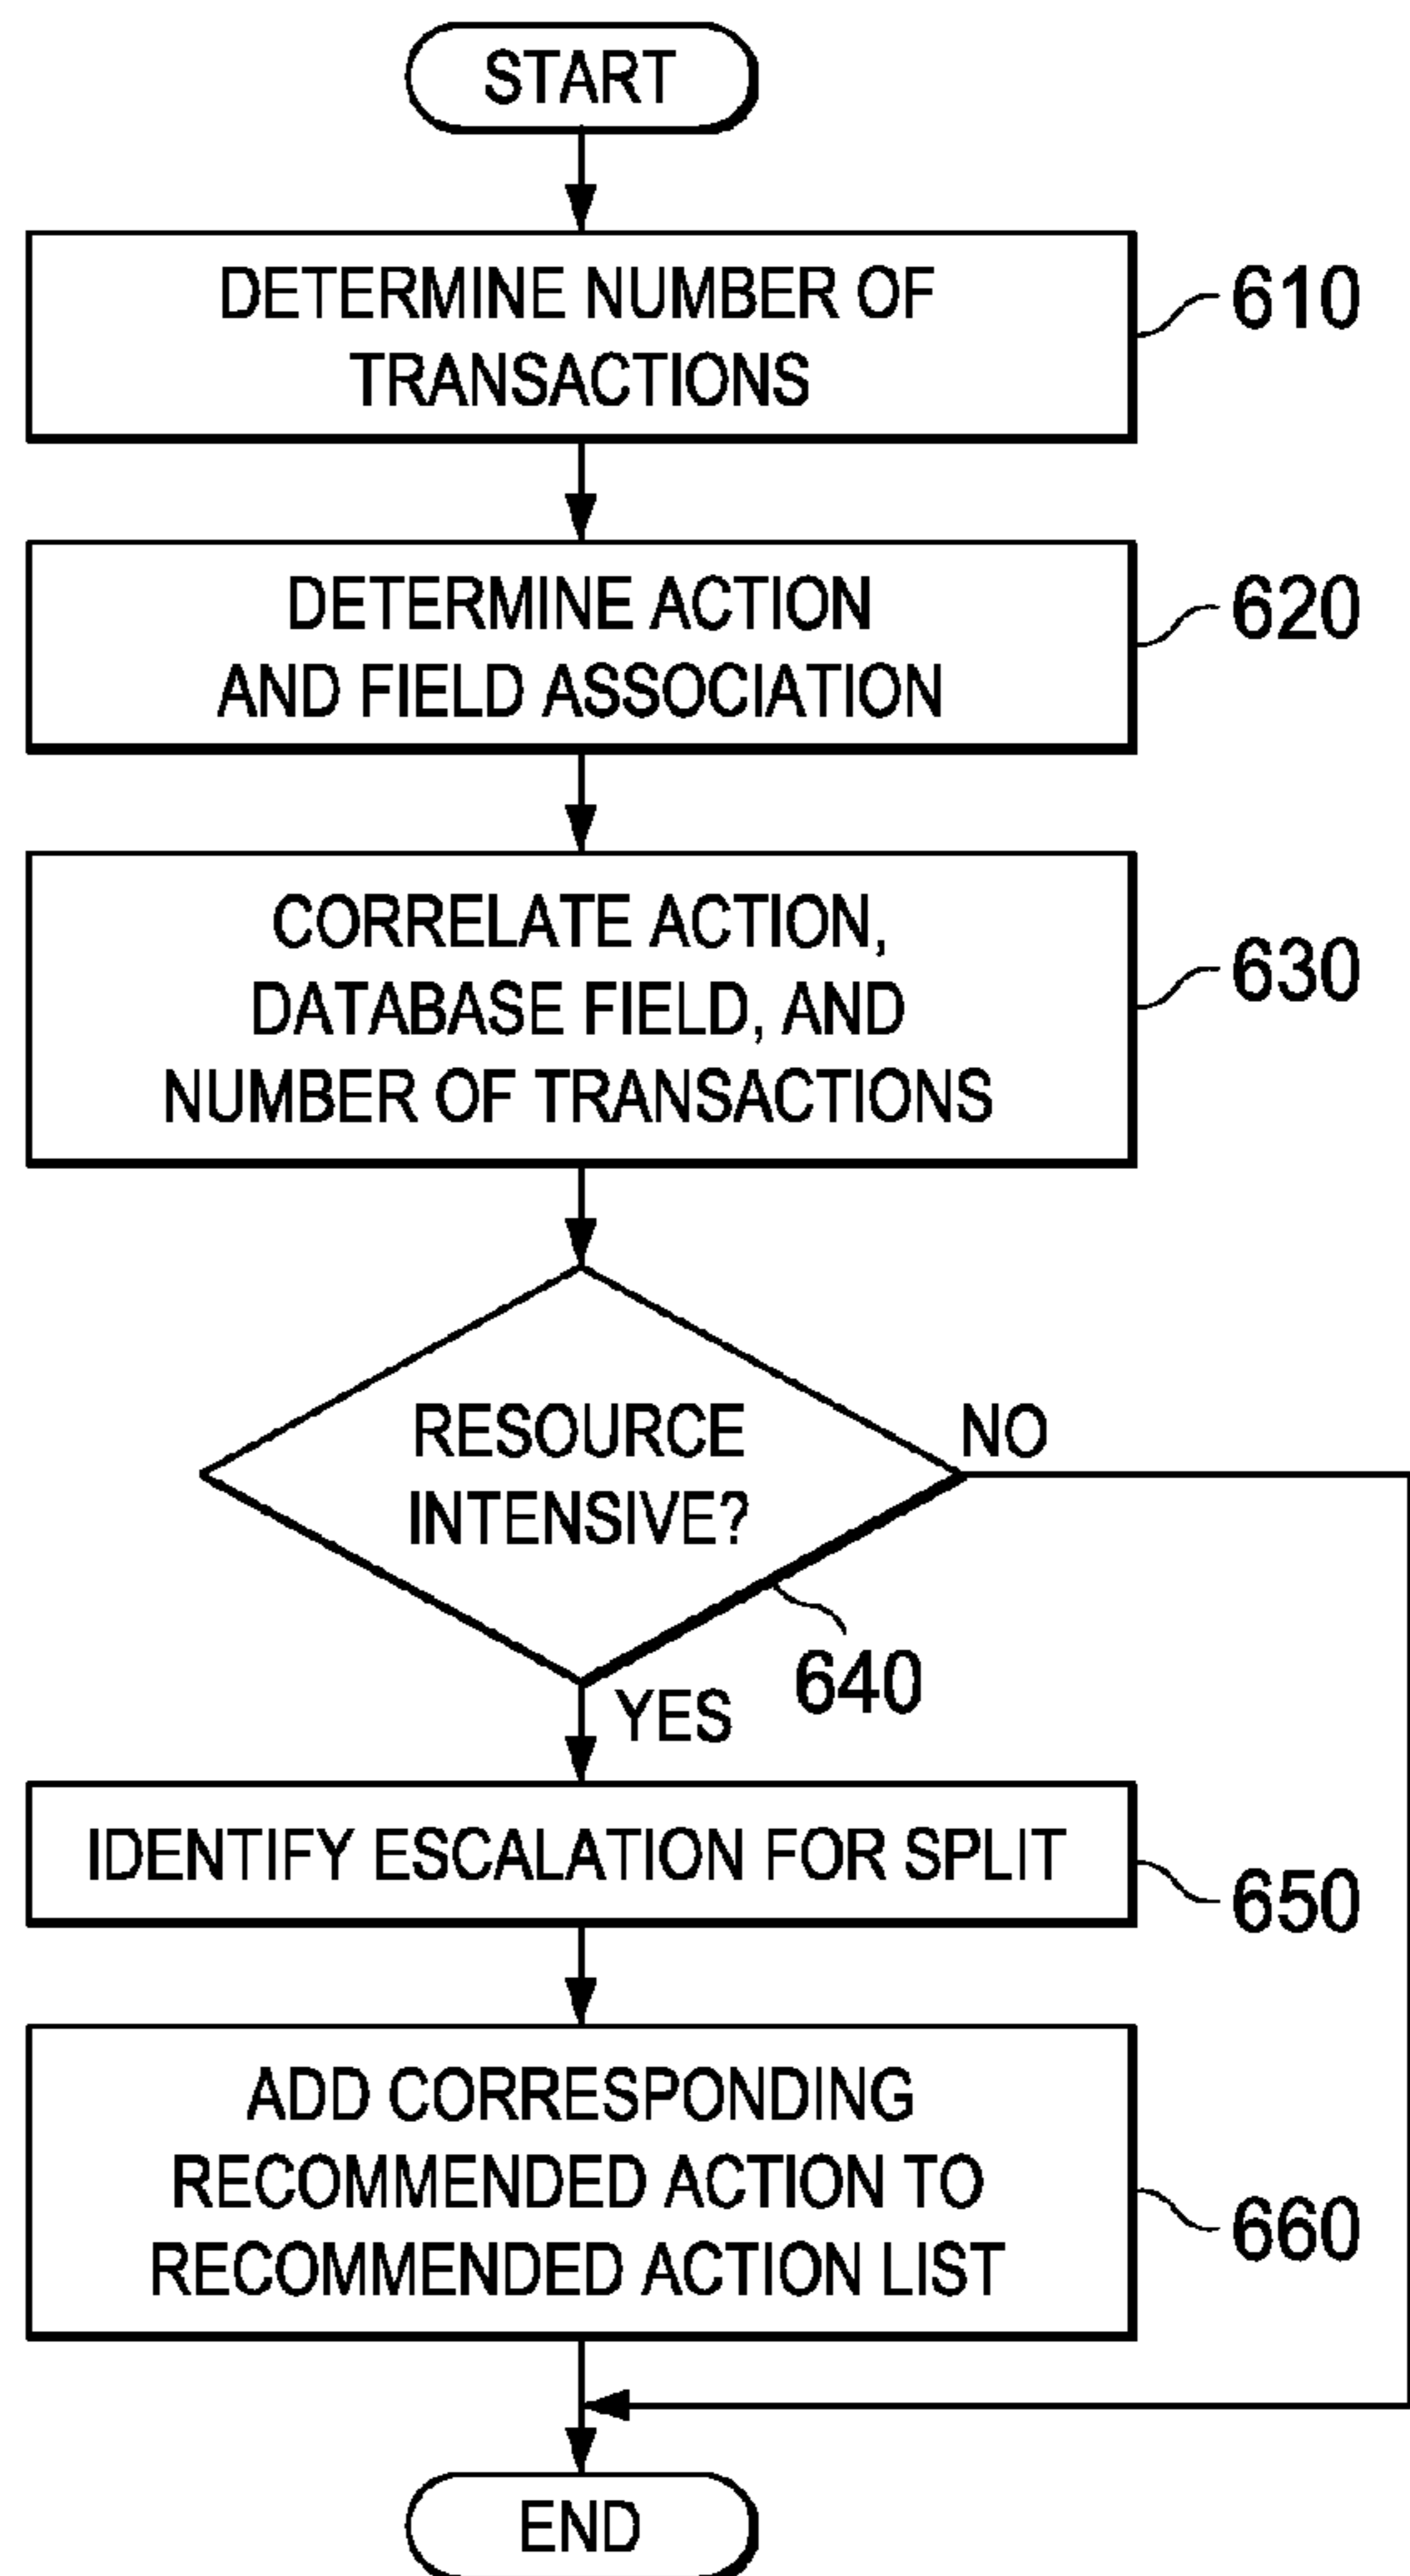 START
DETERMINE NUMBER OF
TRANSACTIONS
610
DETERMINE ACTION
AND FIELD ASSOCIATION
620
CORRELATE ACTION,
DATABASE FIELD, AND
NUMBER OF TRANSACTIONS
630
RESOURCE
INTENSIVE?
NO
640
YES
IDENTIFY ESCALATION FOR SPLIT
650
ADD CORRESPONDING
RECOMMENDED ACTION TO
RECOMMENDED ACTION LIST
660
END